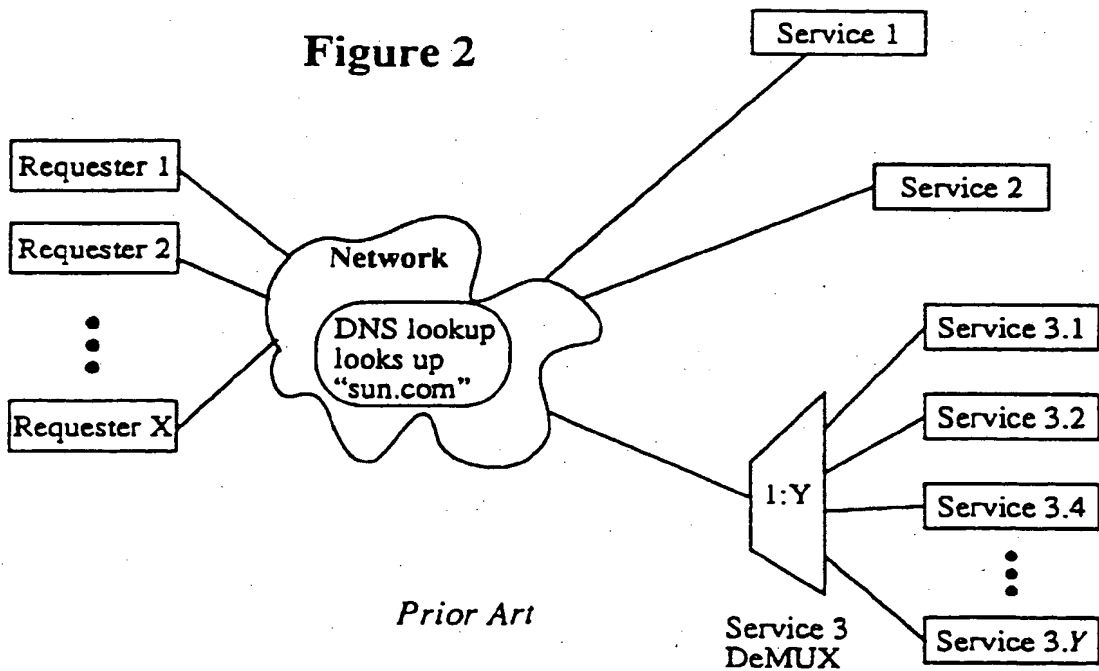 Figure 2
Service 1
Requester 1
Service 2
Requester 2
Network
DNS lookup
looks up
“sun.com”
Service 3.1
Requester X
Service 3.2
1:Y
Service 3.4
Prior Art
Service 3
DeMUX
Service 3.Y